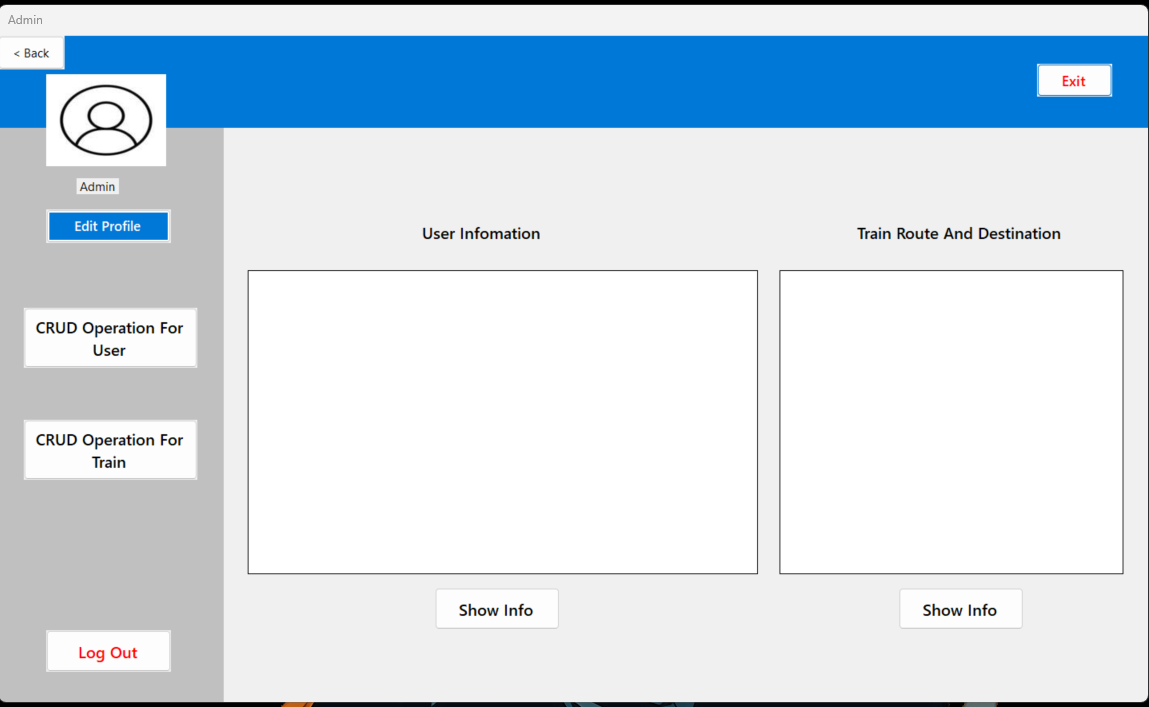 Admin
< Back
Exit
Admin
Edit Profile
User Infomation
Train Route And Destination
CRUD Operation For
User
CRUD Operation For
Train
Show Info
Show Info
Log Out